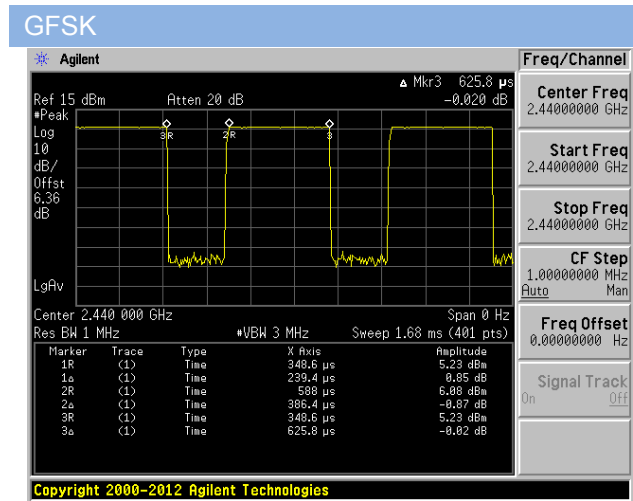 GFSK
Agilent
Freq/Channel
Δ Mkr3 625.8 µs
Ref 15 dBm Atten 20 dB -0.020 dB
#Peak
Log
10
dB/
Offst
6.36
dB
LgAv
3R 2R 3
Center 2.440 000 GHz Span 0 Hz
Res BW 1 MHz #VBW 3 MHz Sweep 1.68 ms (401 pts)
Marker Trace Type X Axis Amplitude
1R (1) Time 348.6 µs 5.23 dBm
1Δ (1) Time 239.4 µs 0.85 dB
2R (1) Time 588 µs 6.08 dBm
2Δ (1) Time 386.4 µs -0.87 dB
3R (1) Time 348.6 µs 5.23 dBm
3Δ (1) Time 625.8 µs -0.02 dB
Center Freq
2.44000000 GHz
Start Freq
2.44000000 GHz
Stop Freq
2.44000000 GHz
CF Step
1.00000000 MHz
Auto Man
Freq Offset
0.00000000 Hz
Signal Track
On Off
Copyright 2000-2012 Agilent Technologies